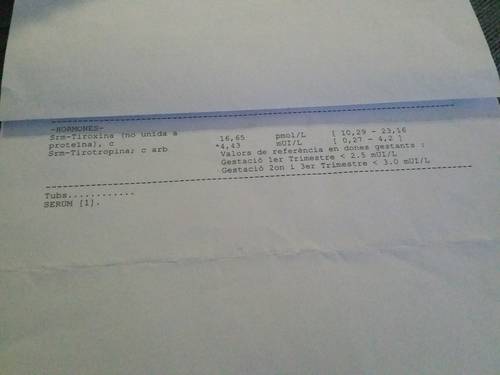 -HORMONES-
Srm-Tiroxina (no unida a
proteïna), c 16,65 pmol/L [ 10,29 - 23,16
Srm-Tirotropina; c arb *4,43 mUI/L [ 0,27 - 4,2 ]
Valors de referència en dones gestants :
Gestació 1er Trimestre < 2.5 mUI/L
Gestació 2on i 3er Trimestre < 3.0 mUI/L
Tubs............
SERUM [1].